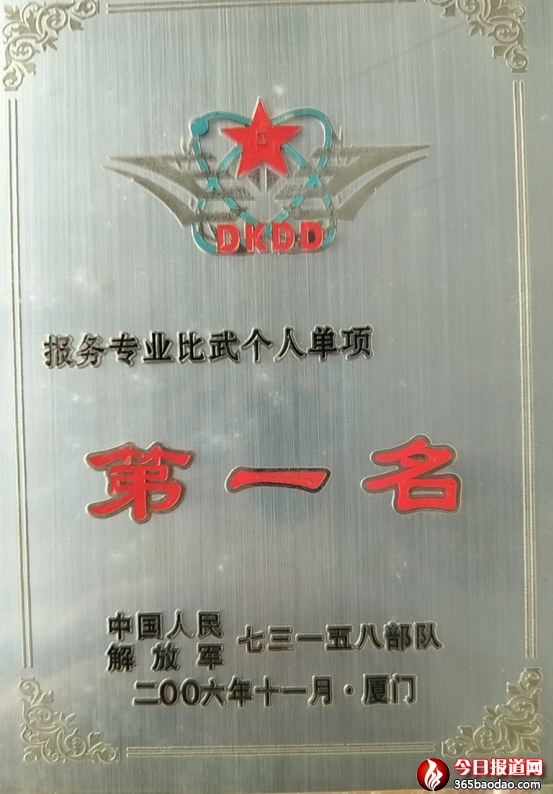 DKDD
报务专业比武个人单项
第一名
中国人民
解放军
七三一五八部队
二〇〇六年十一月·厦门
今日报道网
365baodao.com